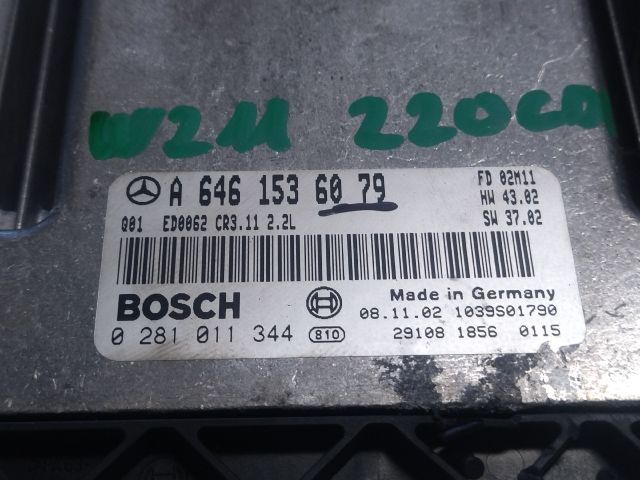 W211 220CDI
A 646 153 60 79
FD 02M11
HW 43.02
SW 37.02
Q01 ED0062 CR3.11 2.2L
BOSCH
Made in Germany
08.11.02 1039S01790
0 281 011 344 810
29108 1856 0115